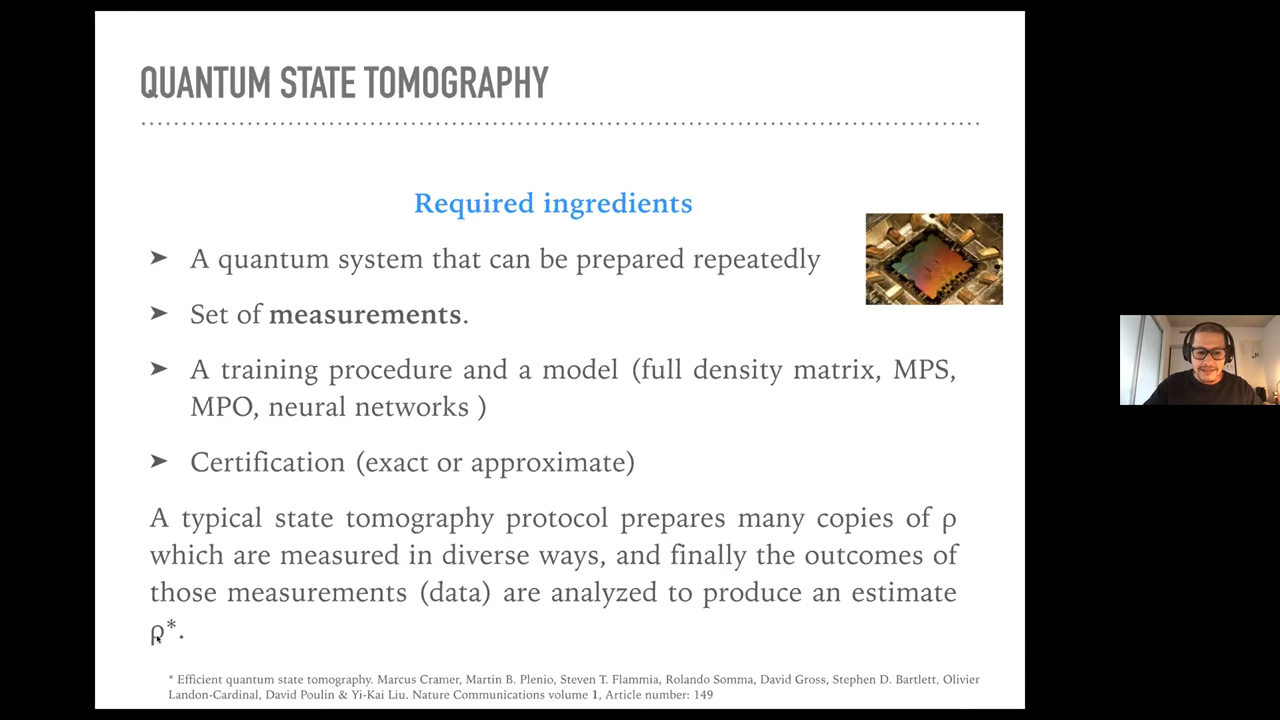 QUANTUM STATE TOMOGRAPHY
Required ingredients
➤ A quantum system that can be prepared repeatedly
➤ Set of measurements.
➤ A training procedure and a model (full density matrix, MPS,
MPO, neural networks )
➤ Certification (exact or approximate)
A typical state tomography protocol prepares many copies of ρ
which are measured in diverse ways, and finally the outcomes of
those measurements (data) are analyzed to produce an estimate
ρ*.
* Efficient quantum state tomography. Marcus Cramer, Martin B. Plenio, Steven T. Flammia, Rolando Somma, David Gross, Stephen D. Bartlett, Olivier
Landon-Cardinal, David Poulin & Yi-Kai Liu. Nature Communications volume 1, Article number: 149